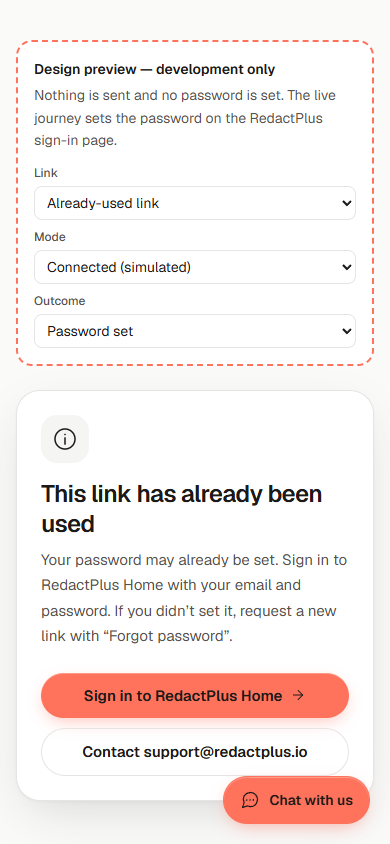 Design preview — development only
Nothing is sent and no password is set. The live
journey sets the password on the RedactPlus
sign-in page.
Link
Already-used link
Mode
Connected (simulated)
Outcome
Password set
This link has already been
used
Your password may already be set. Sign in to
RedactPlus Home with your email and
password. If you didn’t set it, request a new
link with “Forgot password”.
Sign in to RedactPlus Home →
Contact support@redactplus.io
Chat with us